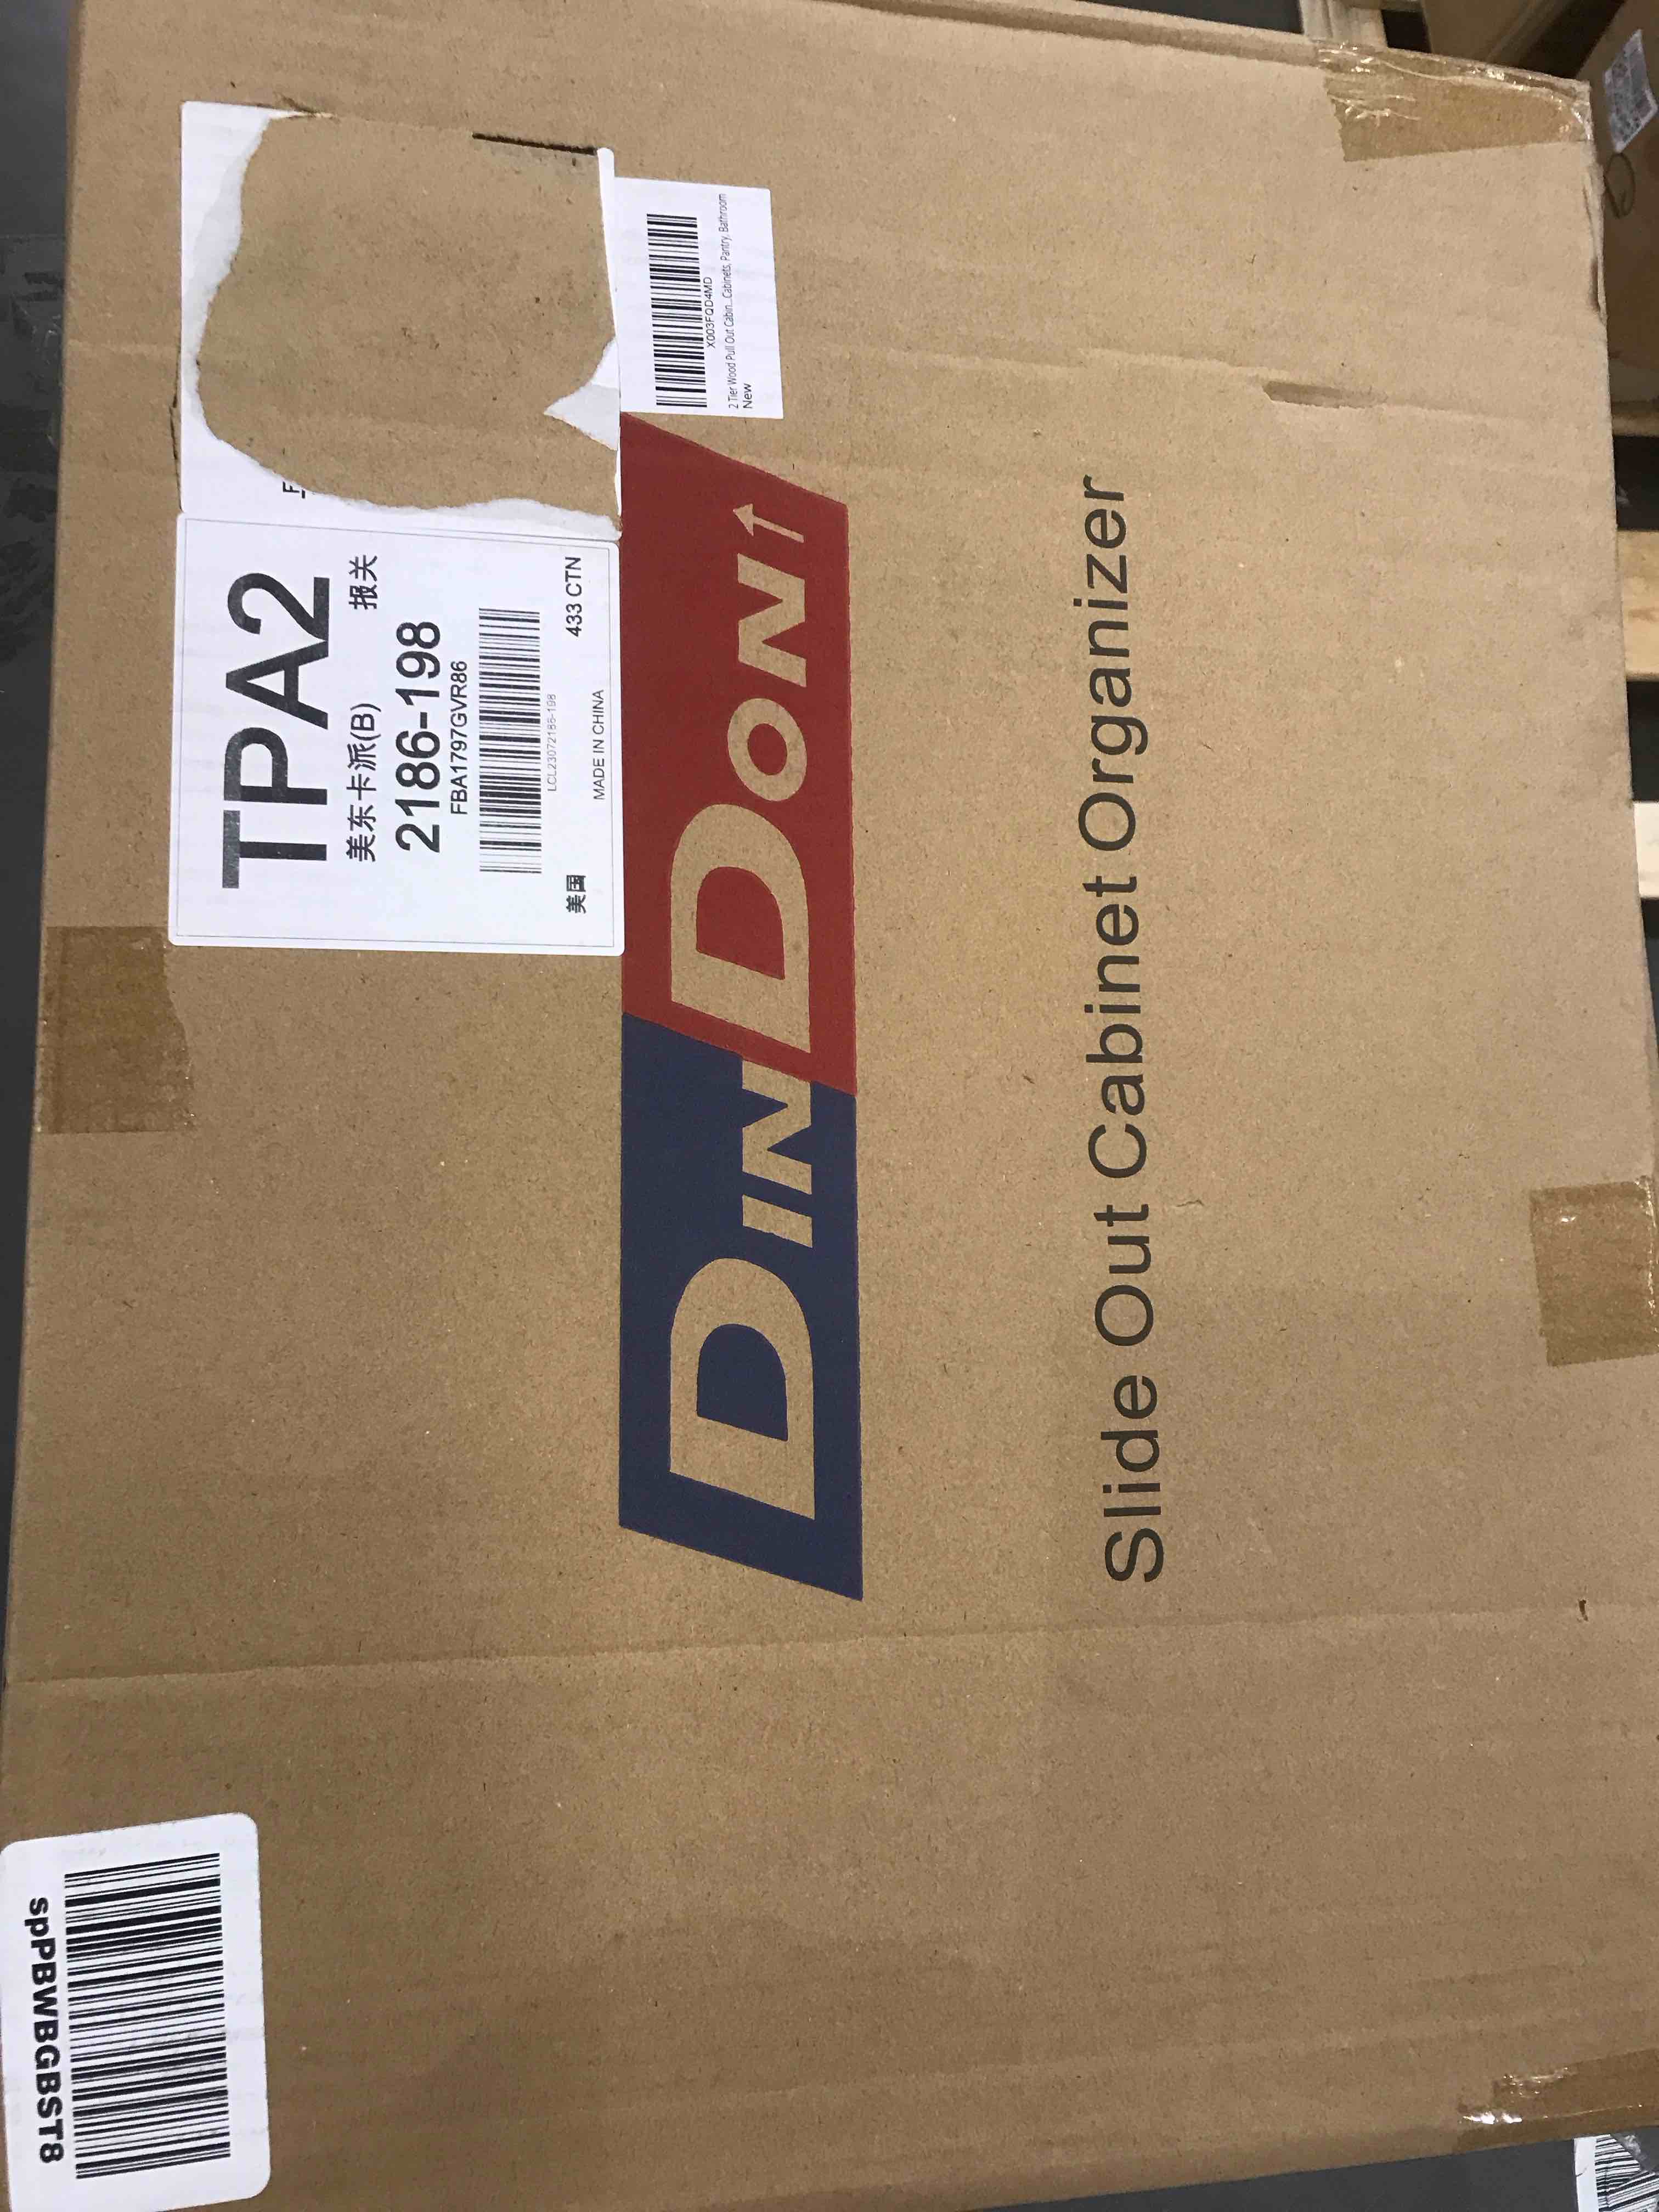 TPA2
美东卡派(B) 报关
2186-198
FBA1797GVR86
LCL23072186-198
MADE IN CHINA
美国 433 CTN
F
X003FQD4MD
2 Tier Wood Pull Out Cabin...Cabinets, Pantry, Bathroom
New
DINDON
Slide Out Cabinet Organizer
spPBWBGBST8